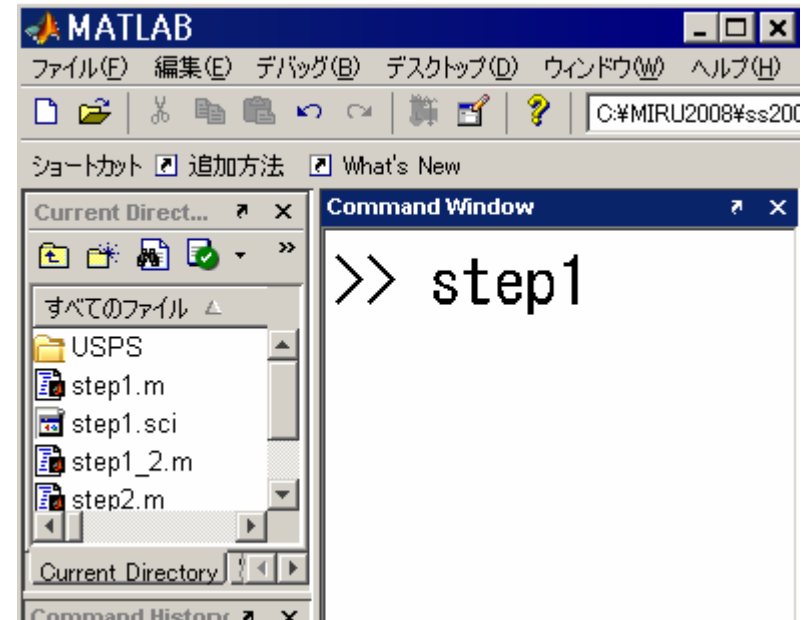 MATLAB
ファイル(F) 編集(E) デバッグ(B) デスクトップ(D) ウィンドウ(W) ヘルプ(H)
C:¥MIRU2008¥ss200
ショートカット 追加方法 What's New
Current Direct...
Command Window
すべてのファイル
>> step1
USPS
step1.m
step1.sci
step1_2.m
step2.m
Current Directory
Command History